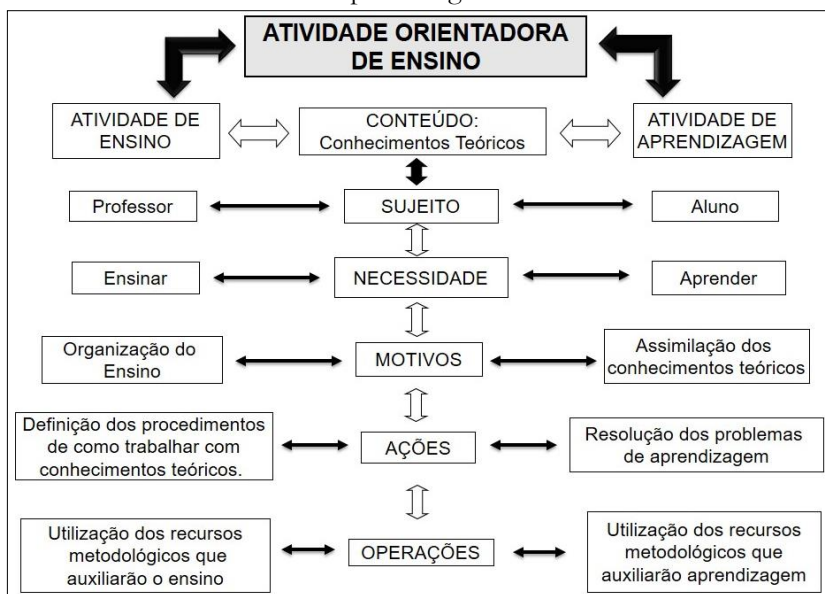 ATIVIDADE ORIENTADORA
DE ENSINO
ATIVIDADE DE
ENSINO
CONTEÚDO:
Conhecimentos Teóricos
ATIVIDADE DE
APRENDIZAGEM
Professor
SUJEITO
Aluno
Ensinar
NECESSIDADE
Aprender
Organização do
Ensino
MOTIVOS
Assimilação dos
conhecimentos teóricos
Definição dos procedimentos
de como trabalhar com
conhecimentos teóricos.
AÇÕES
Resolução dos problemas
de aprendizagem
Utilização dos recursos
metodológicos que
auxiliarão o ensino
OPERAÇÕES
Utilização dos recursos
metodológicos que
auxiliarão aprendizagem